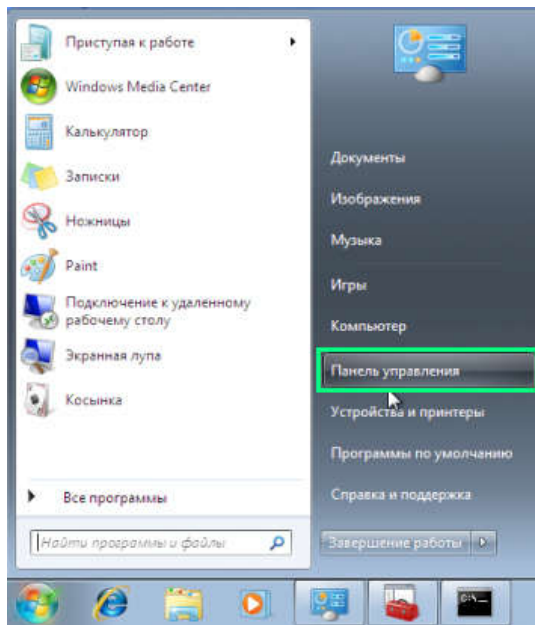 Приступая к работе
Windows Media Center
Калькулятор
Записки
Ножницы
Paint
Подключение к удаленному
рабочему столу
Экранная лупа
Косынка
Все программы
Найти программы и файлы
Документы
Изображения
Музыка
Игры
Компьютер
Панель управления
Устройства и принтеры
Программы по умолчанию
Справка и поддержка
Завершение работы
C:\_